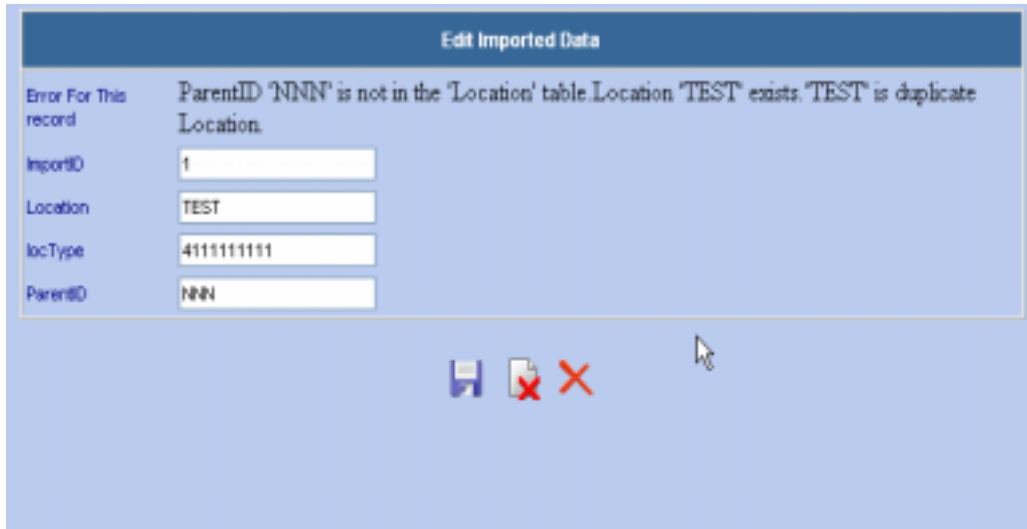 Edit Imported Data
Error For This
record
ParentID 'NNN' is not in the 'Location' table.Location 'TEST' exists.'TEST' is duplicate
Location.
ImportID
1
Location
TEST
locType
4111111111
ParentID
NNN